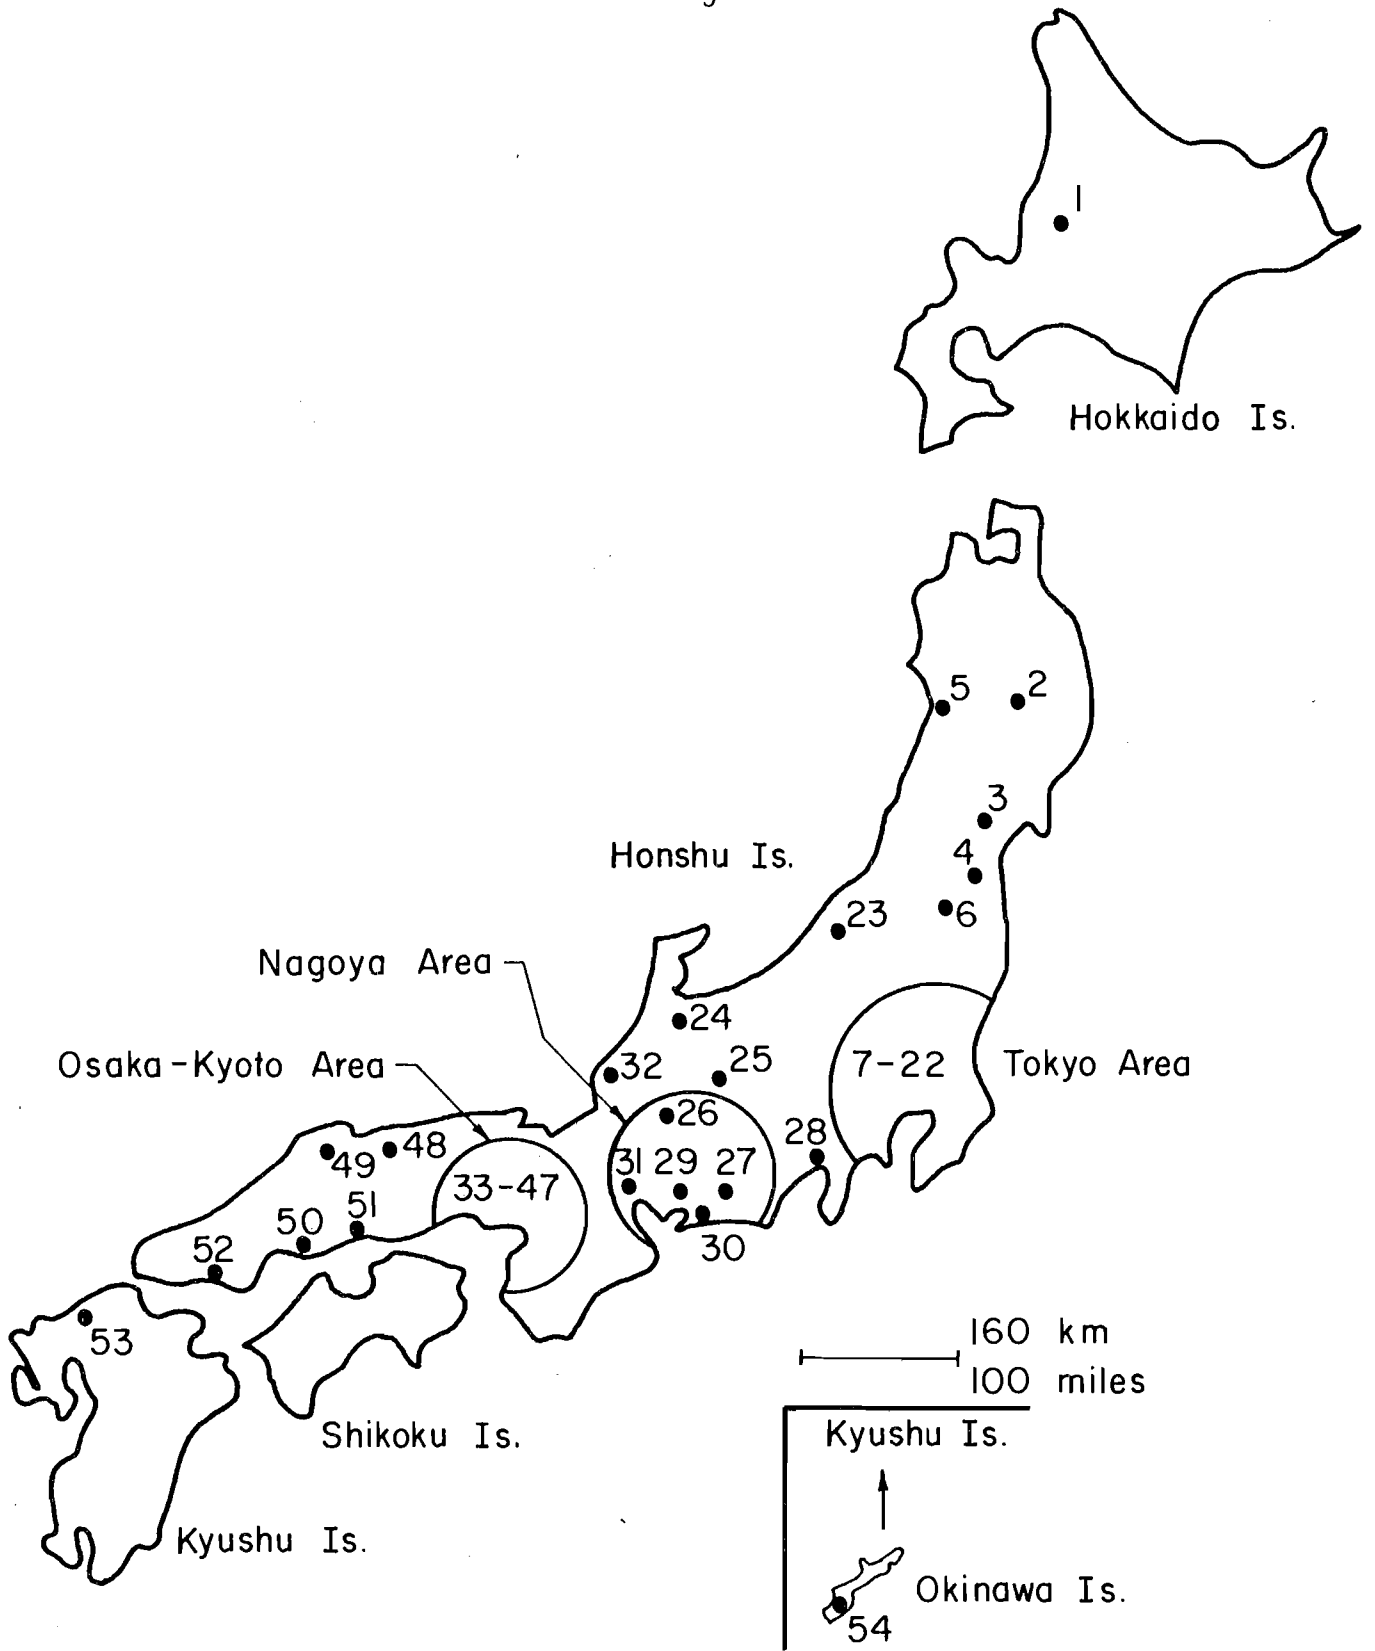 1
Hokkaido Is.
5
2
3
4
Honshu Is.
6
23
Nagoya Area
24
Osaka-Kyoto Area
32
25
7-22
Tokyo Area
26
28
48
49
31
29
27
33-47
51
50
30
52
53
160 km
100 miles
Shikoku Is.
Kyushu Is.
Kyushu Is.
Okinawa Is.
54